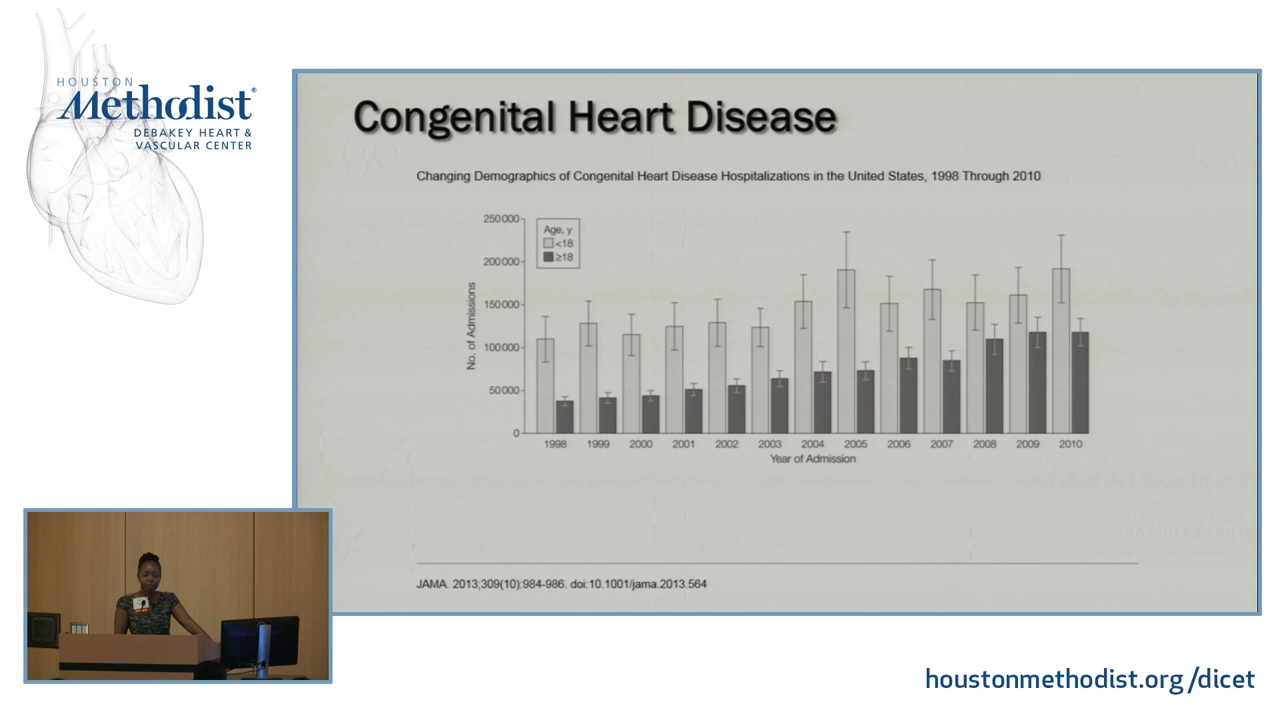 HOUSTON
Methodist®
DEBAKEY HEART &
VASCULAR CENTER
Congenital Heart Disease
Changing Demographics of Congenital Heart Disease Hospitalizations in the United States, 1998 Through 2010
250000
200000
150000
100000
50000
0
No. of Admissions
Age, y
<18
≥18
1998 1999 2000 2001 2002 2003 2004 2005 2006 2007 2008 2009 2010
Year of Admission
JAMA. 2013;309(10):984-986. doi:10.1001/jama.2013.564
houstonmethodist.org/dicet